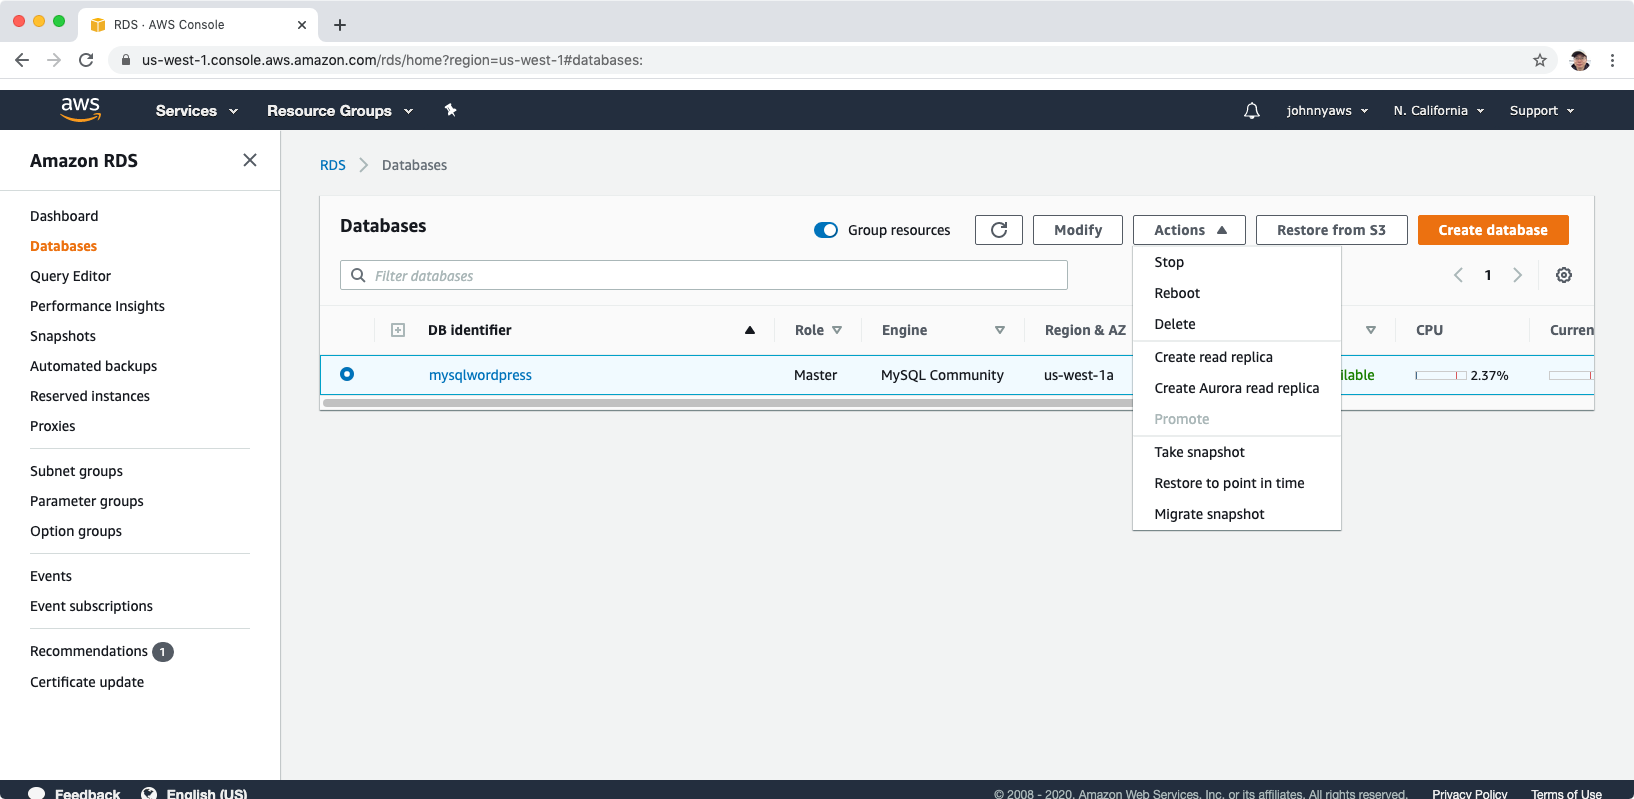 RDS · AWS Console
us-west-1.console.aws.amazon.com/rds/home?region=us-west-1#databases:
aws Services Resource Groups johnnyaws N. California Support
Amazon RDS
Dashboard
Databases
Query Editor
Performance Insights
Snapshots
Automated backups
Reserved instances
Proxies
Subnet groups
Parameter groups
Option groups
Events
Event subscriptions
Recommendations 1
Certificate update
RDS Databases
Databases Group resources Modify Actions Restore from S3 Create database
Filter databases 1
DB identifier Role Engine Region & AZ CPU Curren
mysqlwordpress Master MySQL Community us-west-1a ilable 2.37%
Stop
Reboot
Delete
Create read replica
Create Aurora read replica
Promote
Take snapshot
Restore to point in time
Migrate snapshot
Feedback English (US) © 2008 - 2020, Amazon Web Services, Inc. or its affiliates. All rights reserved. Privacy Policy Terms of Use